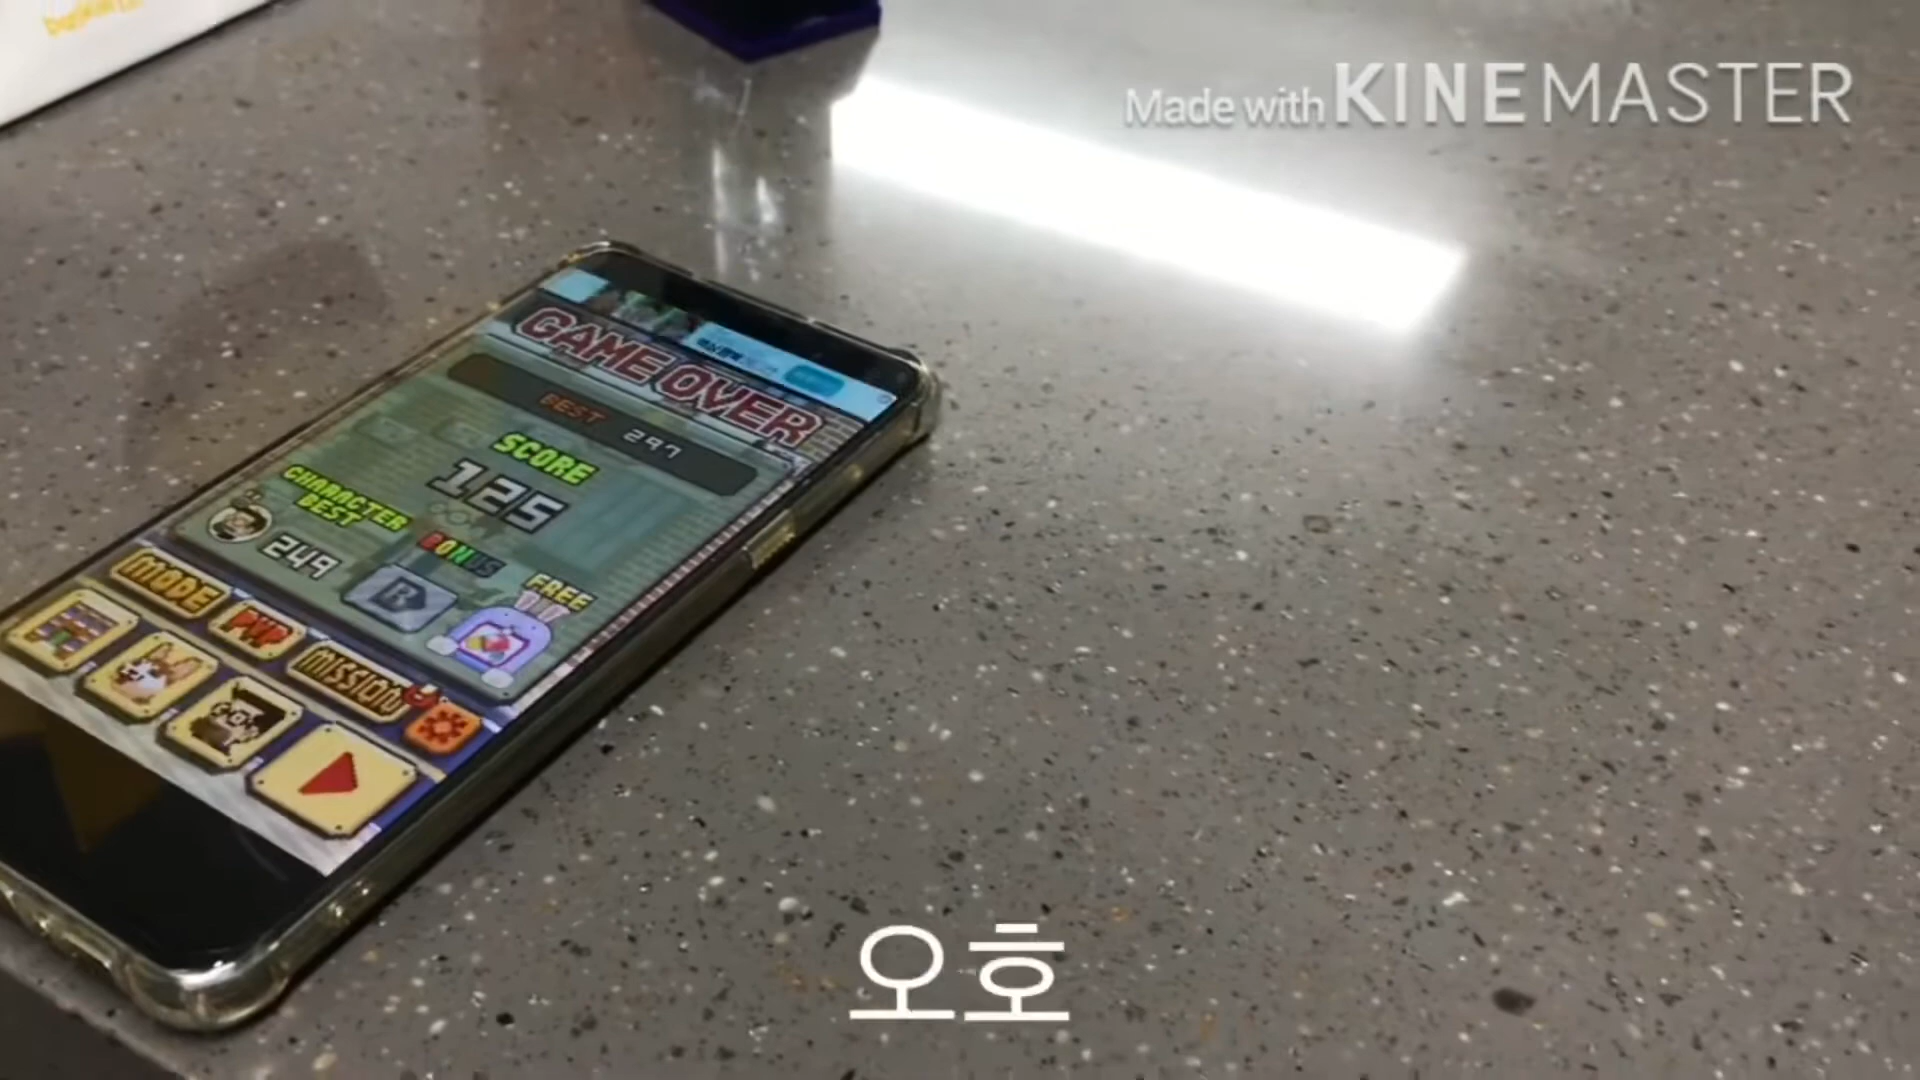 Made with KINEMASTER
GAME OVER
BEST 297
SCORE
125
CHARACTER
BEST
249
BONUS
B
FREE
MODE
PVP
MISSION
오호